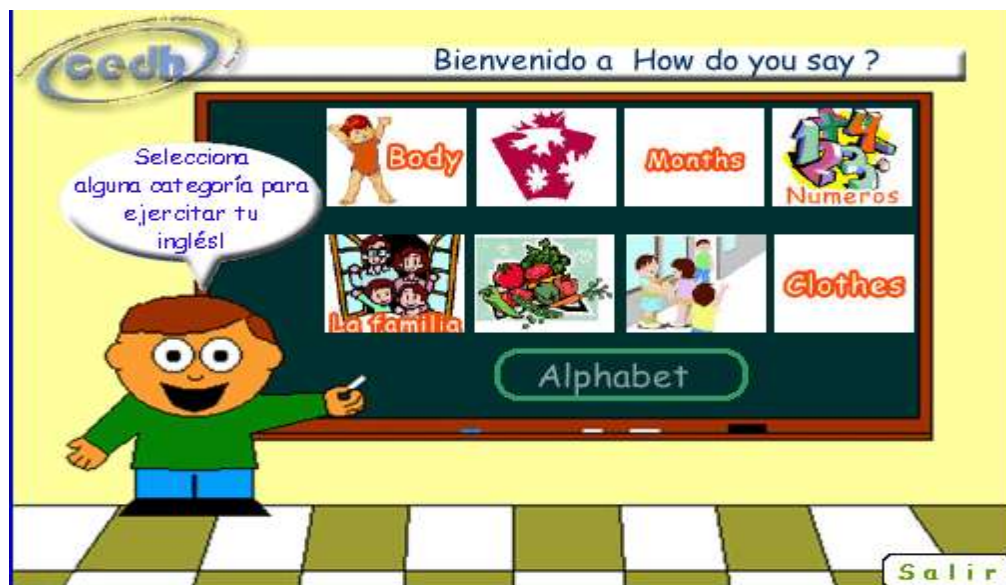 cedh
Bienvenido a How do you say ?
Selecciona
alguna categoría para
ejercitar tu
inglés!
Body
Months
Numeros
La familia
Clothes
Alphabet
Salir